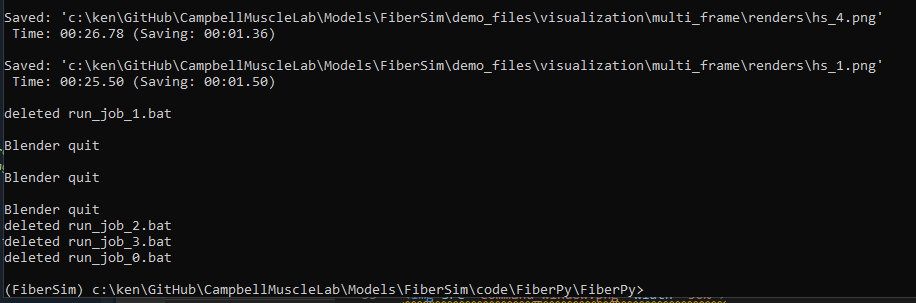 Saved: 'c:\ken\GitHub\CampbellMuscleLab\Models\FiberSim\demo_files\visualization\multi_frame\renders\hs_4.png'
Time: 00:26.78 (Saving: 00:01.36)
Saved: 'c:\ken\GitHub\CampbellMuscleLab\Models\FiberSim\demo_files\visualization\multi_frame\renders\hs_1.png'
Time: 00:25.50 (Saving: 00:01.50)
deleted run_job_1.bat
Blender quit
Blender quit
Blender quit
deleted run_job_2.bat
deleted run_job_3.bat
deleted run_job_0.bat
(FiberSim) c:\ken\GitHub\CampbellMuscleLab\Models\FiberSim\code\FiberPy\FiberPy>